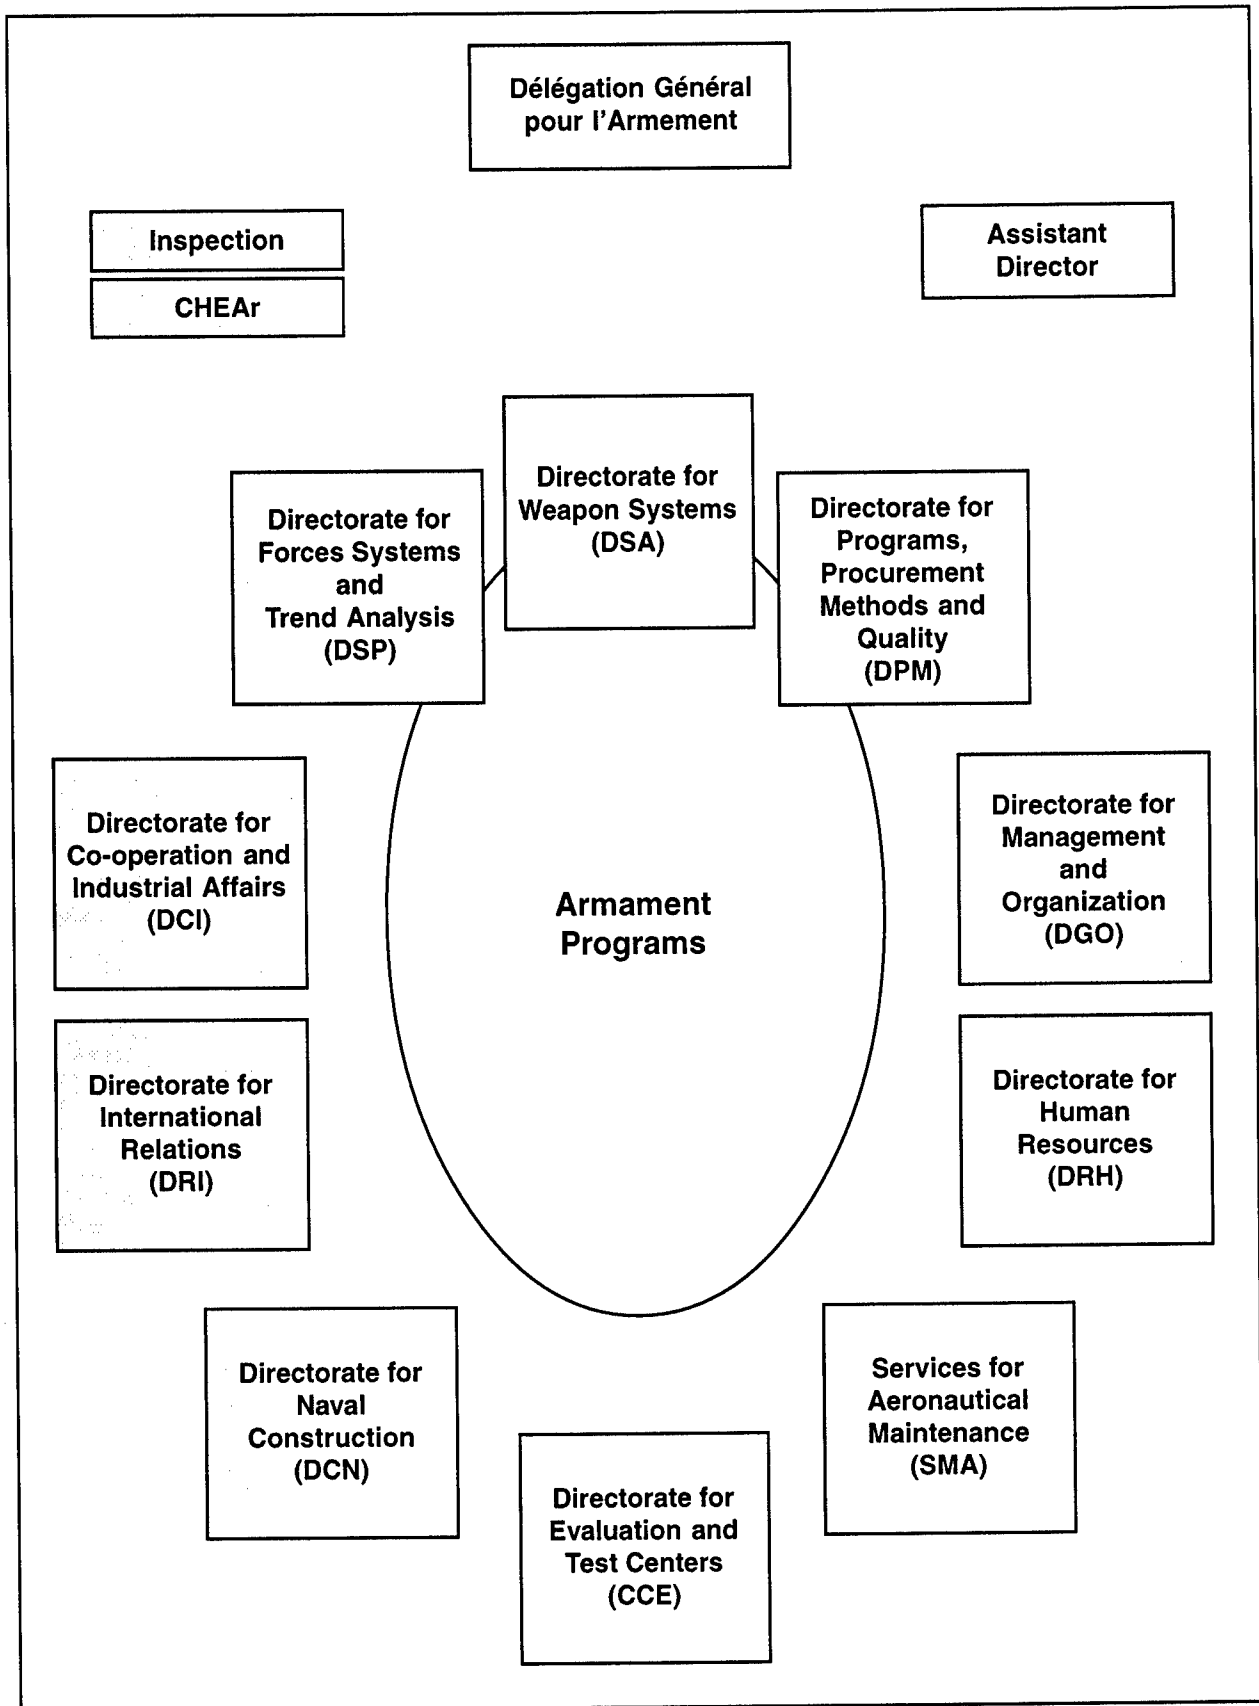 Délégation Général
pour l'Armement
Inspection
CHEAr
Assistant
Director
Directorate for
Weapon Systems
(DSA)
Directorate for
Forces Systems
and
Trend Analysis
(DSP)
Directorate for
Programs,
Procurement
Methods and
Quality
(DPM)
Directorate for
Co-operation and
Industrial Affairs
(DCI)
Armament
Programs
Directorate for
Management
and
Organization
(DGO)
Directorate for
International
Relations
(DRI)
Directorate for
Human
Resources
(DRH)
Directorate for
Naval
Construction
(DCN)
Services for
Aeronautical
Maintenance
(SMA)
Directorate for
Evaluation and
Test Centers
(CCE)